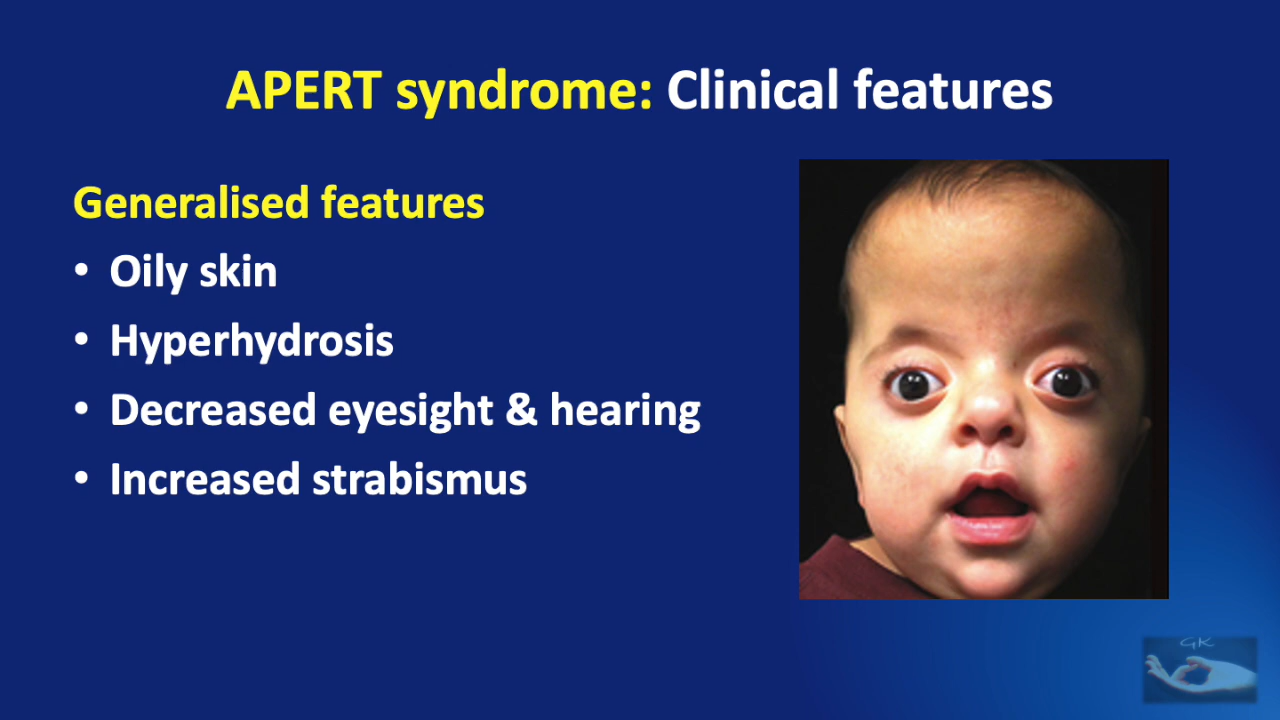 APERT syndrome: Clinical features
Generalised features
• Oily skin
• Hyperhydrosis
• Decreased eyesight & hearing
• Increased strabismus
GK